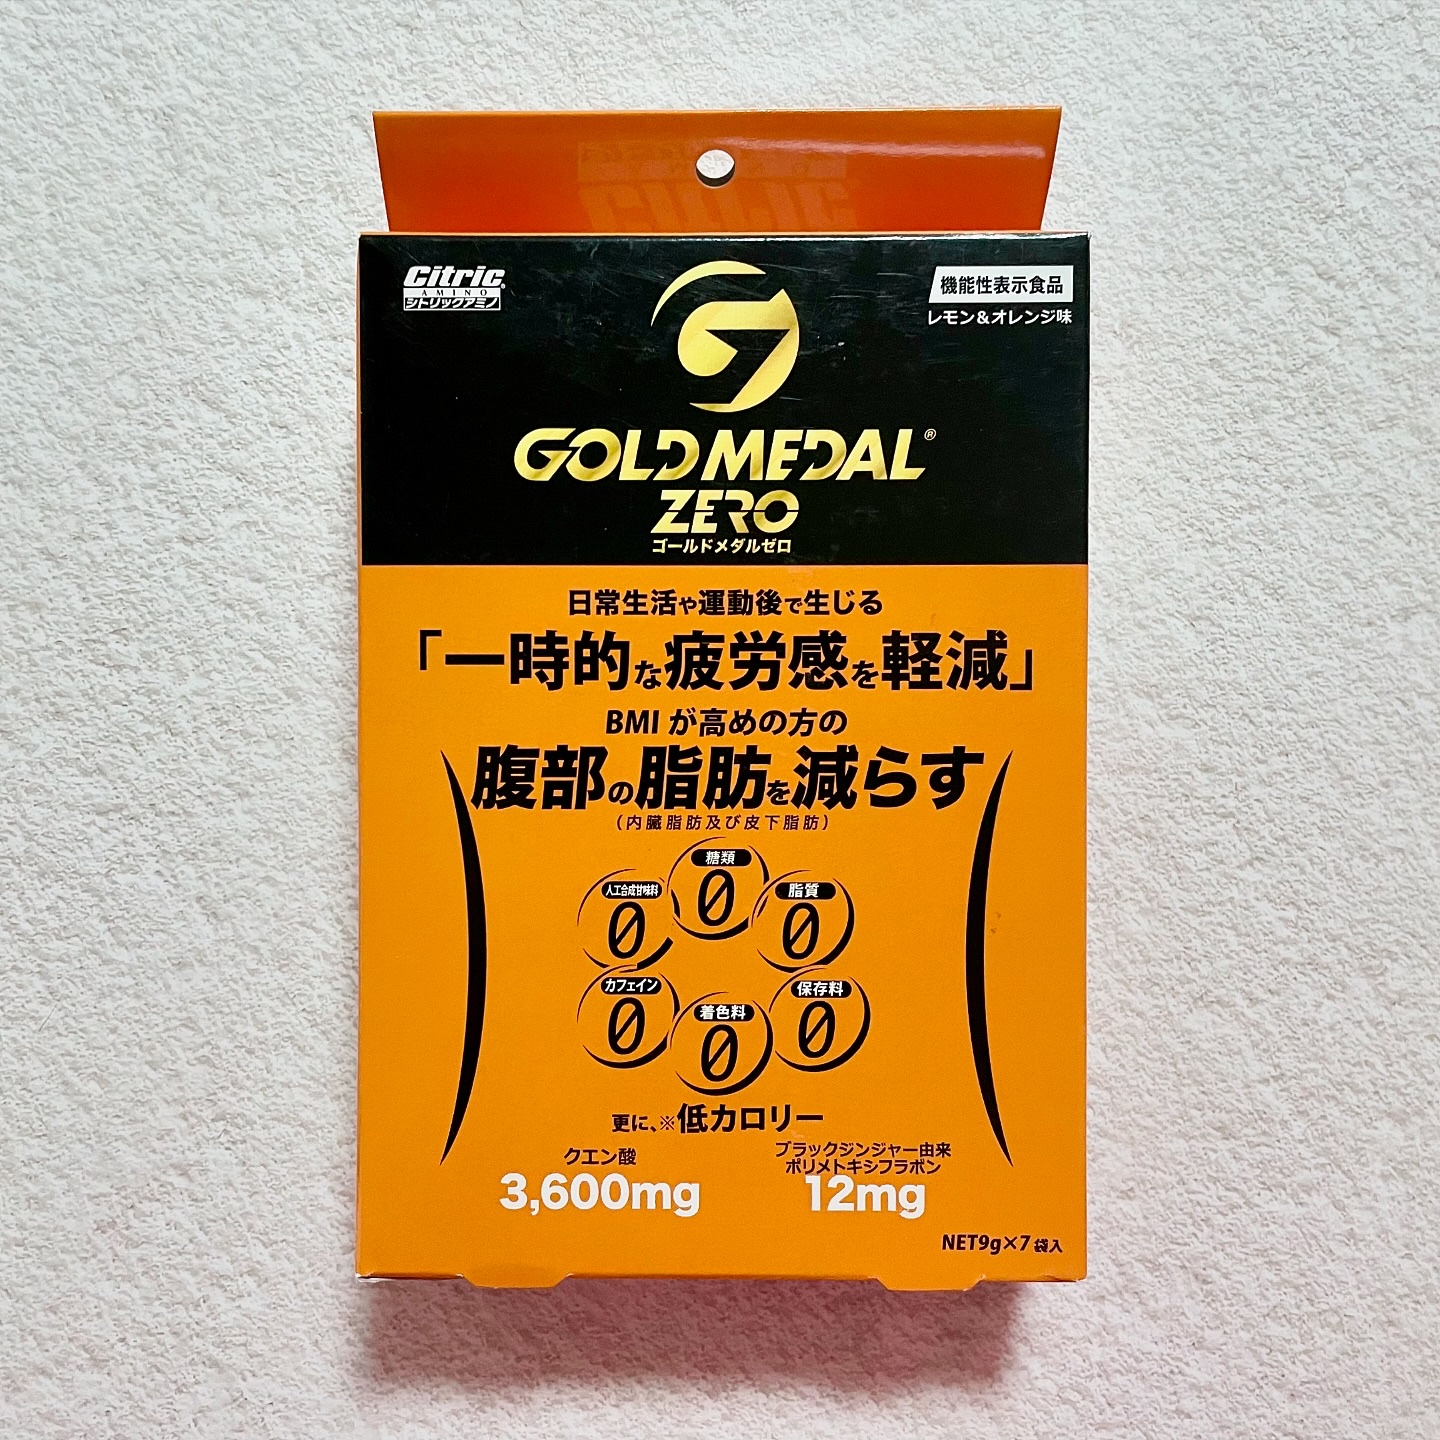 Citric®
AMINO
シトリックアミノ
機能性表示食品
レモン&オレンジ味
GOLD MEDAL®
ZERO
ゴールドメダルゼロ
日常生活や運動後で生じる
「一時的な疲労感を軽減」
BMI が高めの方の
腹部の脂肪を減らす
(内臓脂肪及び皮下脂肪)
糖類
0
人工合成甘味料
0
脂質
0
カフェイン
0
着色料
0
保存料
0
更に、※低カロリー
クエン酸
3,600mg
ブラックジンジャー由来
ポリメトキシフラボン
12mg
NET9g×7袋入